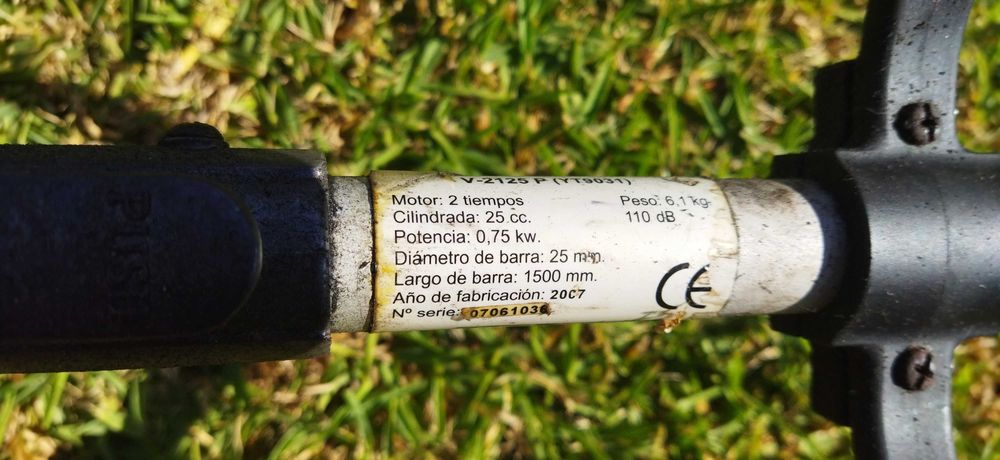 V-2125 P (YT9031)
Motor: 2 tiempos
Peso: 6,1 kg.
Cilindrada: 25 cc.
110 dB
Potencia: 0,75 kw.
Diámetro de barra: 25 mm.
Largo de barra: 1500 mm.
Año de fabricación: 2007
Nº serie: 07061036
CE